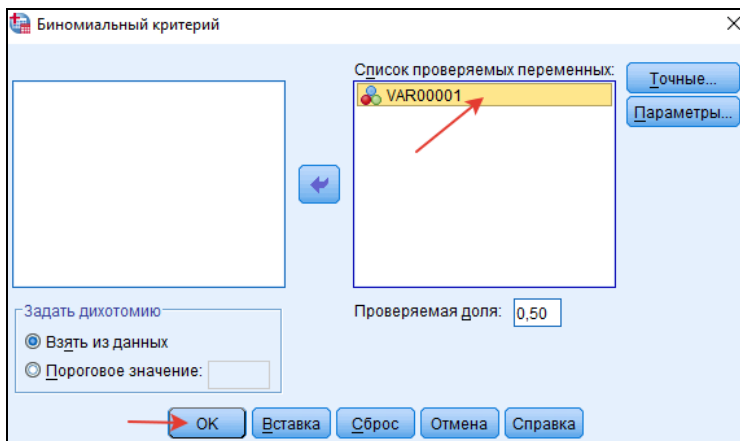 Биномиальный критерий
Список проверяемых переменных:
VAR00001
Точные...
Параметры...
Задать дихотомию
Взять из данных
Пороговое значение:
Проверяемая доля: 0,50
OK Вставка Сброс Отмена Справка